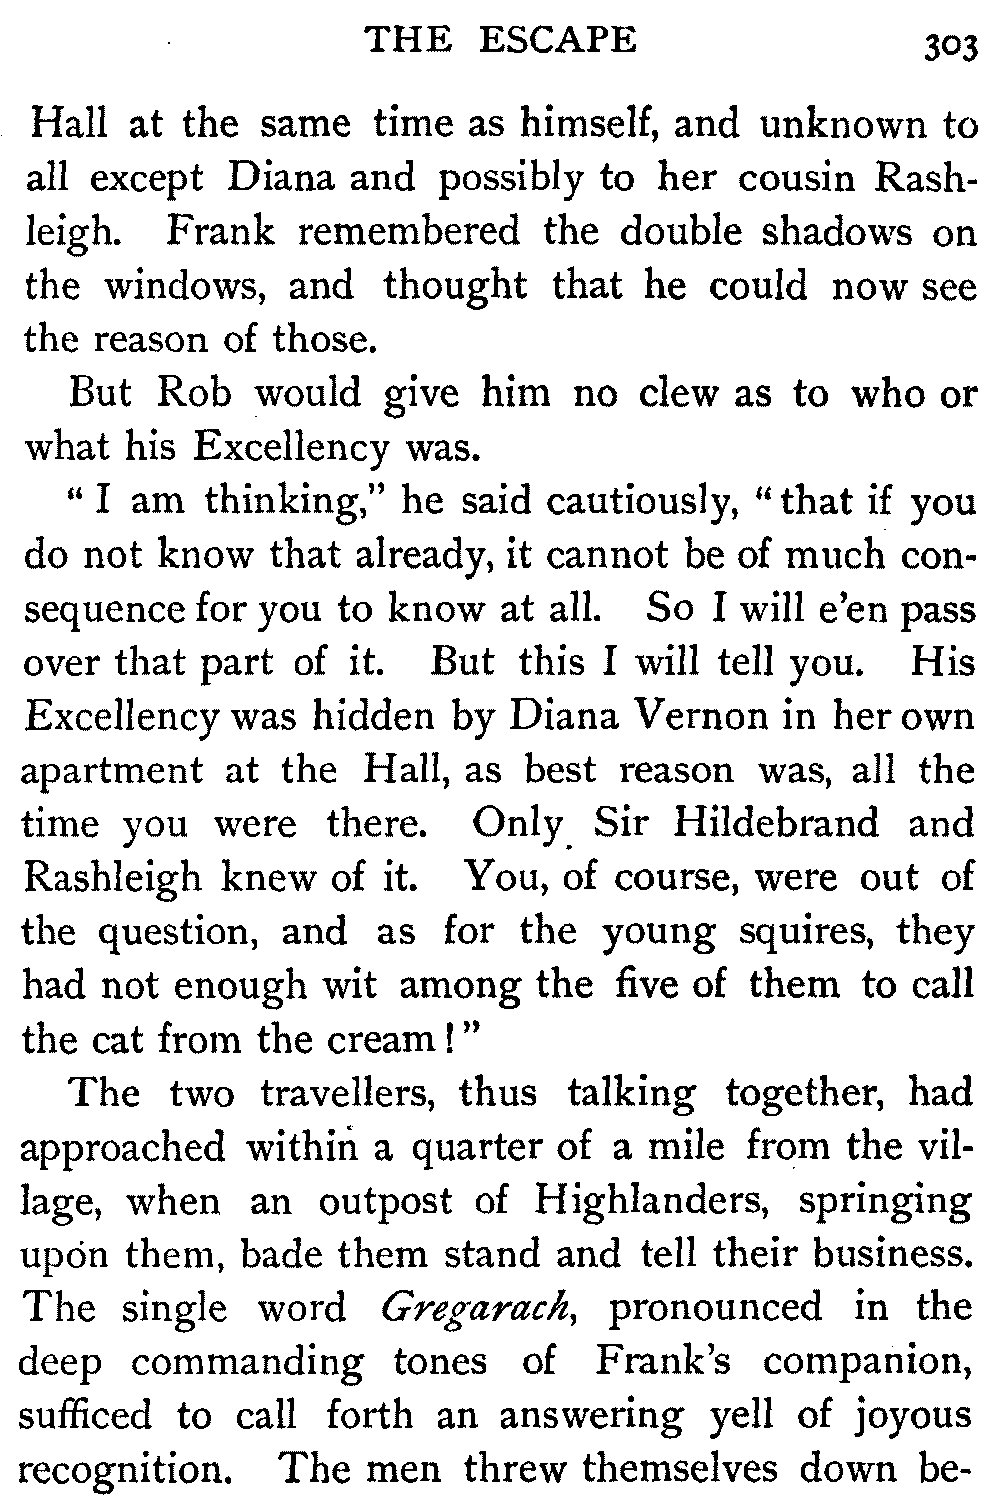 THE ESCAPE 303
Hall at the same time as himself, and unknown to
all except Diana and possibly to her cousin Rash-
leigh. Frank remembered the double shadows on
the windows, and thought that he could now see
the reason of those.
But Rob would give him no clew as to who or
what his Excellency was.
“ I am thinking,” he said cautiously, “ that if you
do not know that already, it cannot be of much con-
sequence for you to know at all. So I will e’en pass
over that part of it. But this I will tell you. His
Excellency was hidden by Diana Vernon in her own
apartment at the Hall, as best reason was, all the
time you were there. Only Sir Hildebrand and
Rashleigh knew of it. You, of course, were out of
the question, and as for the young squires, they
had not enough wit among the five of them to call
the cat from the cream ! ”
The two travellers, thus talking together, had
approached within a quarter of a mile from the vil-
lage, when an outpost of Highlanders, springing
upon them, bade them stand and tell their business.
The single word Gregarach, pronounced in the
deep commanding tones of Frank’s companion,
sufficed to call forth an answering yell of joyous
recognition. The men threw themselves down be-